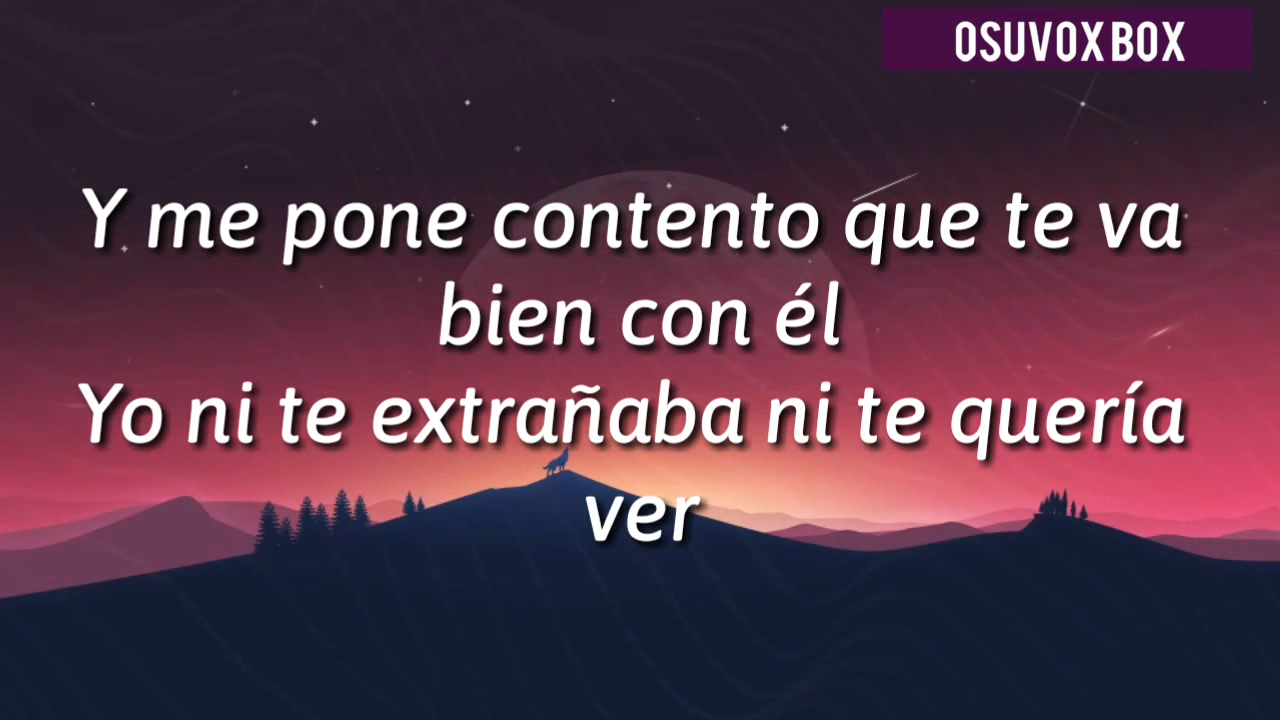 OSUVOX BOX
Y me pone contento que te va
bien con él
Yo ni te extrañaba ni te quería
ver